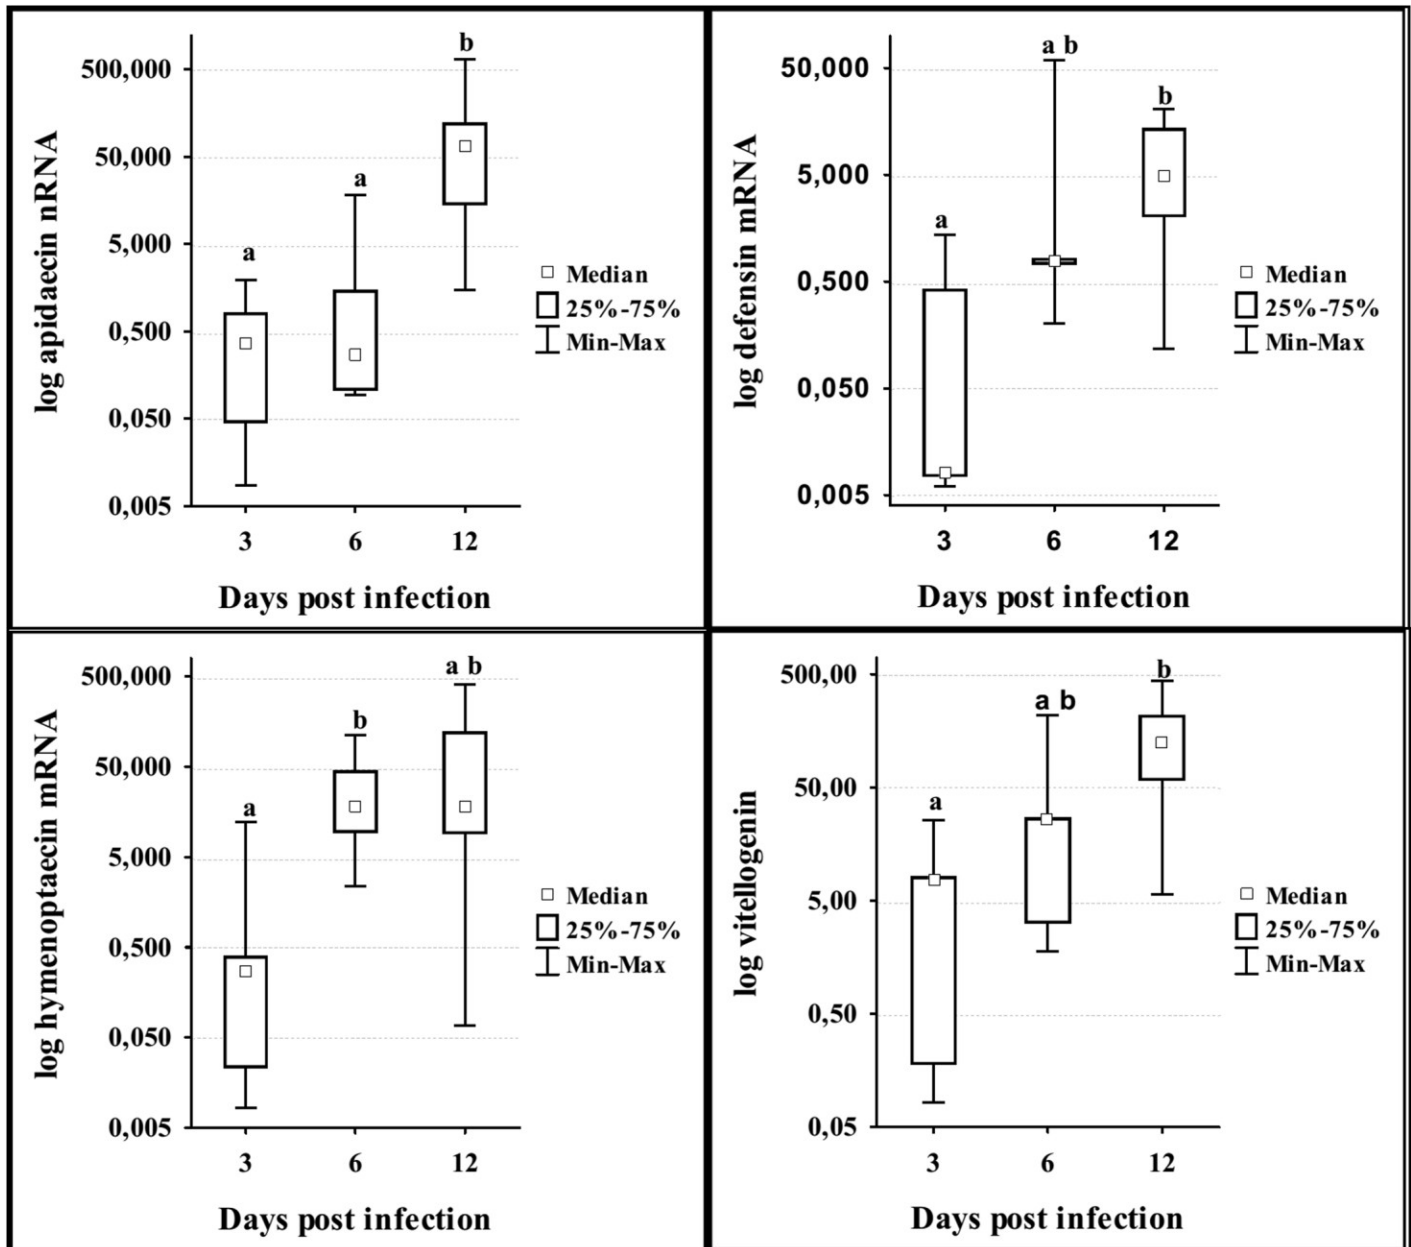 log apidaecin nRNA
500,000
50,000
5,000
0,500
0,050
0,005
a
a
b
3 6 12
Days post infection
Median
25%-75%
Min-Max
log defensin mRNA
50,000
5,000
0,500
0,050
0,005
a
a b
b
3 6 12
Days post infection
Median
25%-75%
Min-Max
log hymenoptaecin mRNA
500,000
50,000
5,000
0,500
0,050
0,005
a
b
a b
3 6 12
Days post infection
Median
25%-75%
Min-Max
log vitellogenin
500,00
50,00
5,00
0,50
0,05
a
a b
b
3 6 12
Days post infection
Median
25%-75%
Min-Max